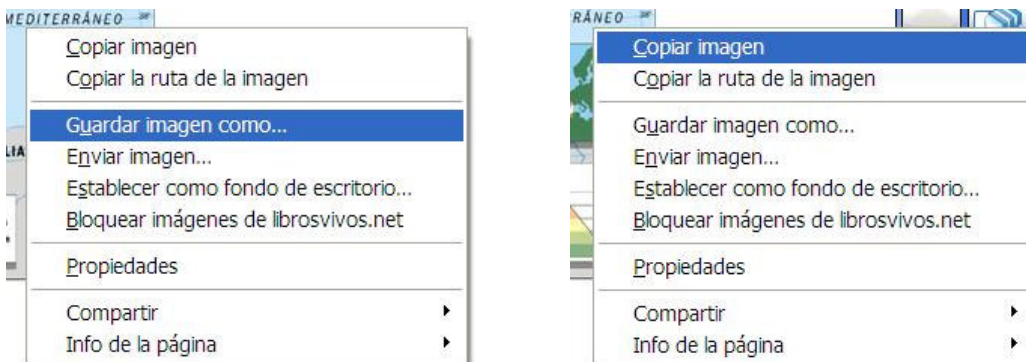 MEDITERRÁNEO
Copiar imagen
Copiar la ruta de la imagen
Guardar imagen como...
Enviar imagen...
Establecer como fondo de escritorio...
Bloquear imágenes de librosvivos.net
Propiedades
Compartir
Info de la página
LIA
RÁNEO
Copiar imagen
Copiar la ruta de la imagen
Guardar imagen como...
Enviar imagen...
Establecer como fondo de escritorio...
Bloquear imágenes de librosvivos.net
Propiedades
Compartir
Info de la página